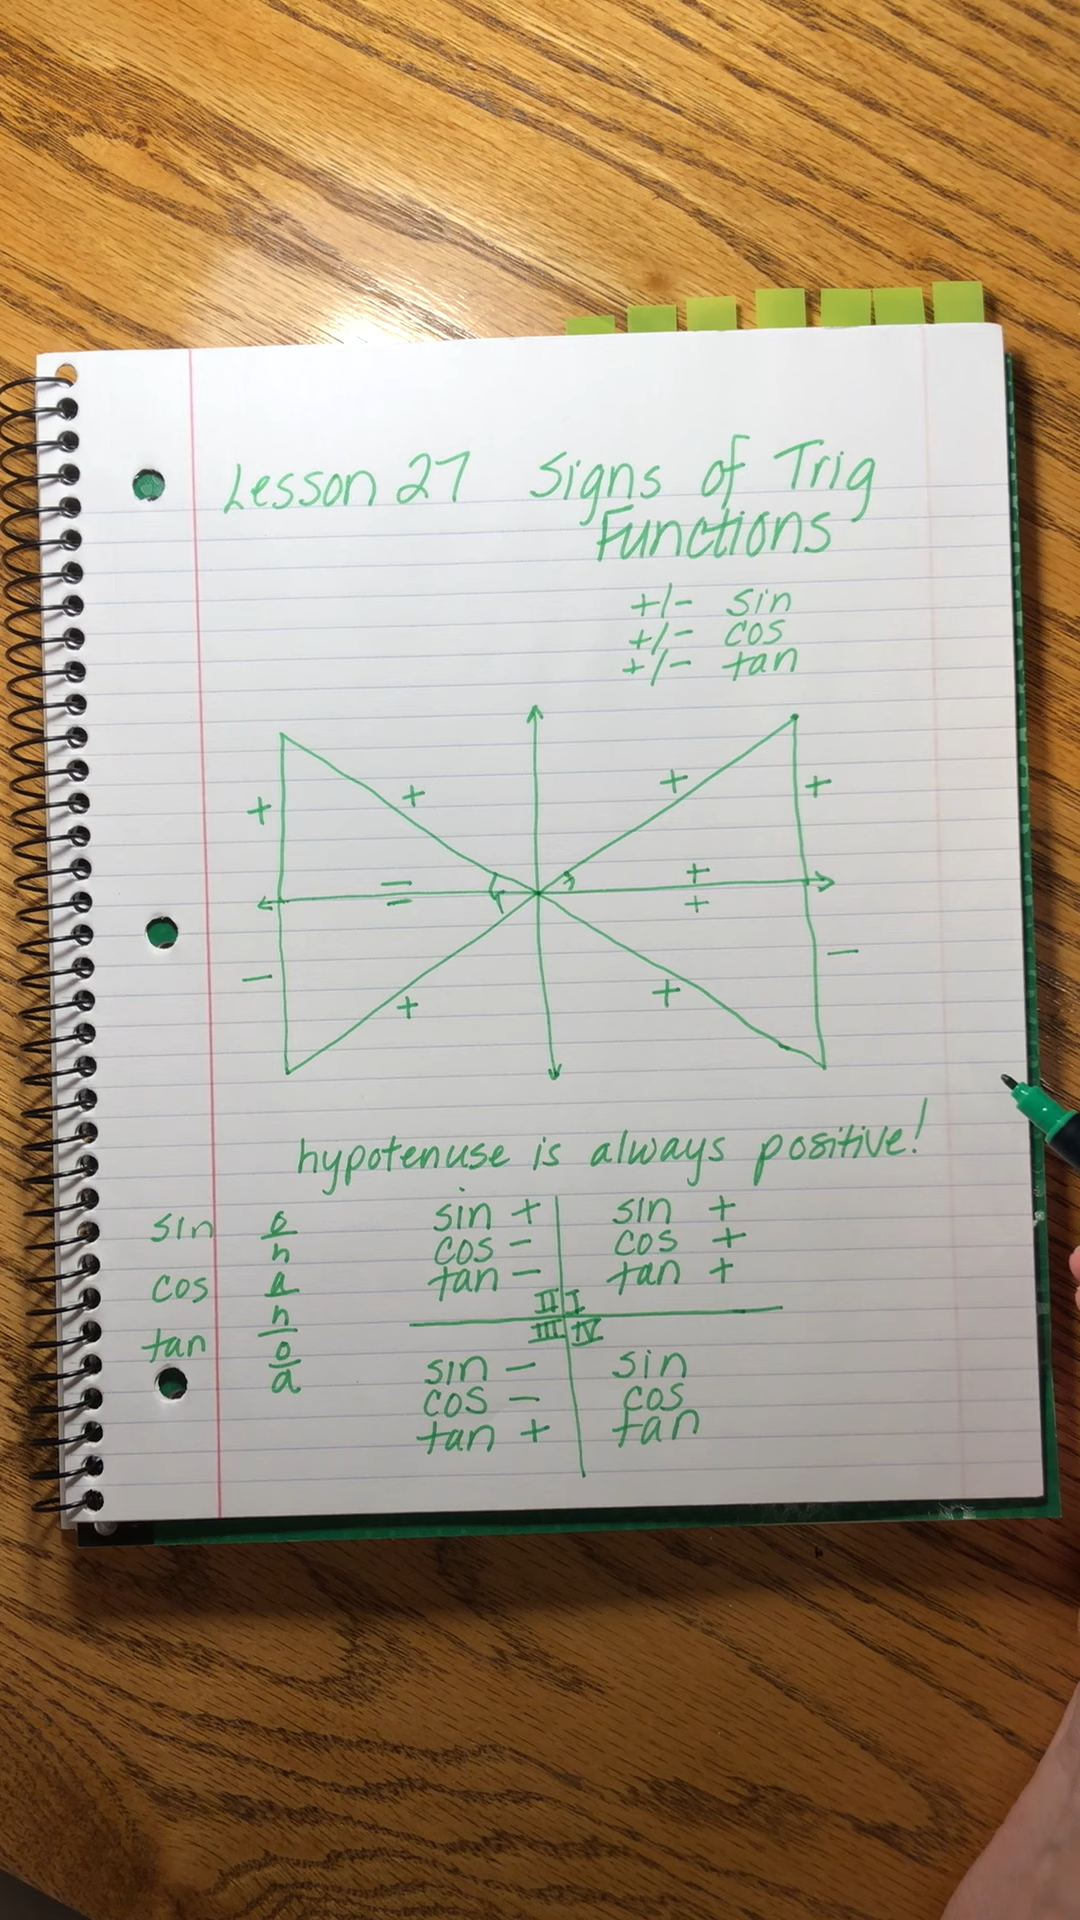 Lesson 27 Signs of Trig
Functions
+/- sin
+/- cos
+/- tan
+ + + +
= + +
- + + -
hypotenuse is always positive!
sin o/h
cos a/h
tan o/a
sin + sin +
cos - cos +
tan - tan +
II I
III IV
sin - sin
cos - cos
tan + tan